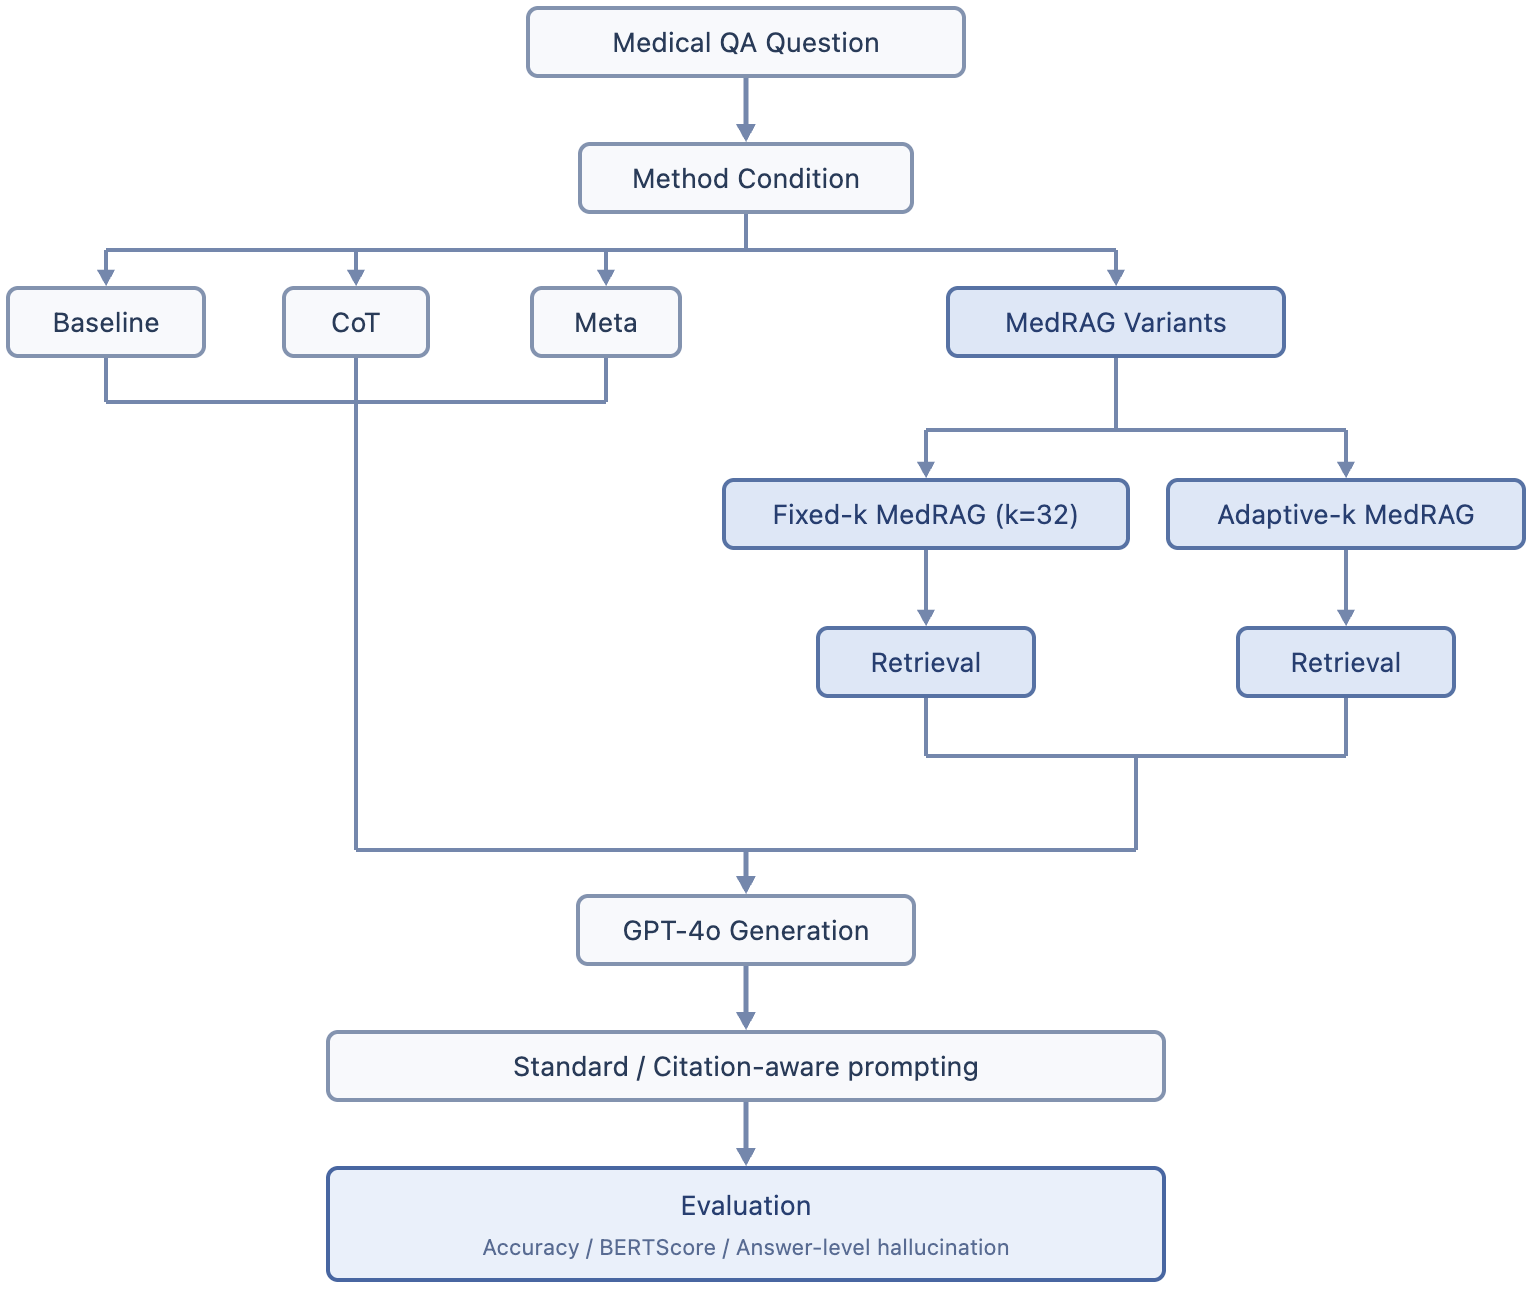 Medical QA Question
Method Condition
Baseline
CoT
Meta
MedRAG Variants
Fixed-k MedRAG (k=32)
Adaptive-k MedRAG
Retrieval
Retrieval
GPT-4o Generation
Standard / Citation-aware prompting
Evaluation
Accuracy / BERTScore / Answer-level hallucination